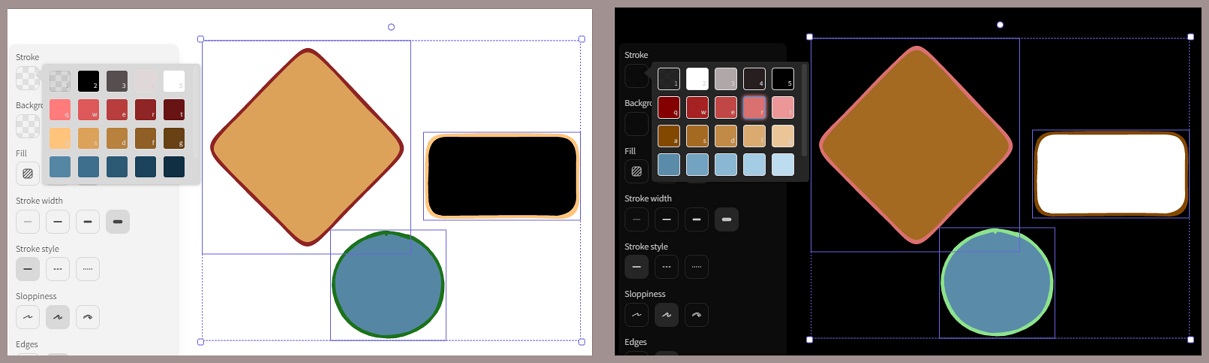 Stroke
2
3
5
Backgr
q
w
e
r
t
a
s
d
f
g
Fill
Stroke width
Stroke style
Sloppiness
Edges
Stroke
1
2
3
4
5
Backgr
q
w
e
r
t
a
s
d
f
g
Fill
Stroke width
Stroke style
Sloppiness
Edges